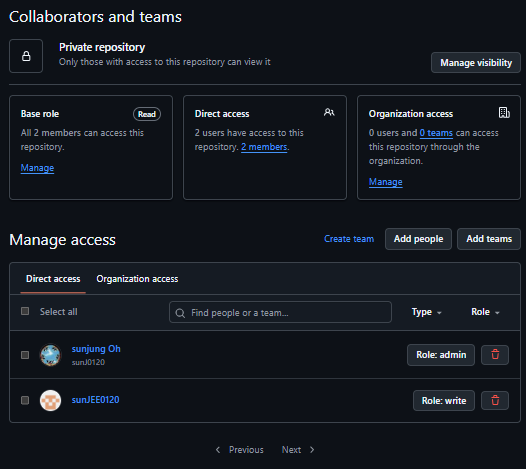 Collaborators and teams
Private repository
Only those with access to this repository can view it
Manage visibility
Base role
Read
All 2 members can access this
repository.
Manage
Direct access
2 users have access to this
repository. 2 members.
Organization access
0 users and 0 teams can access
this repository through the
organization.
Manage
Manage access
Create team
Add people
Add teams
Direct access
Organization access
Select all
Find people or a team...
Type
Role
sunjung Oh
sunJ0120
Role: admin
sunJEE0120
Role: write
Previous
Next